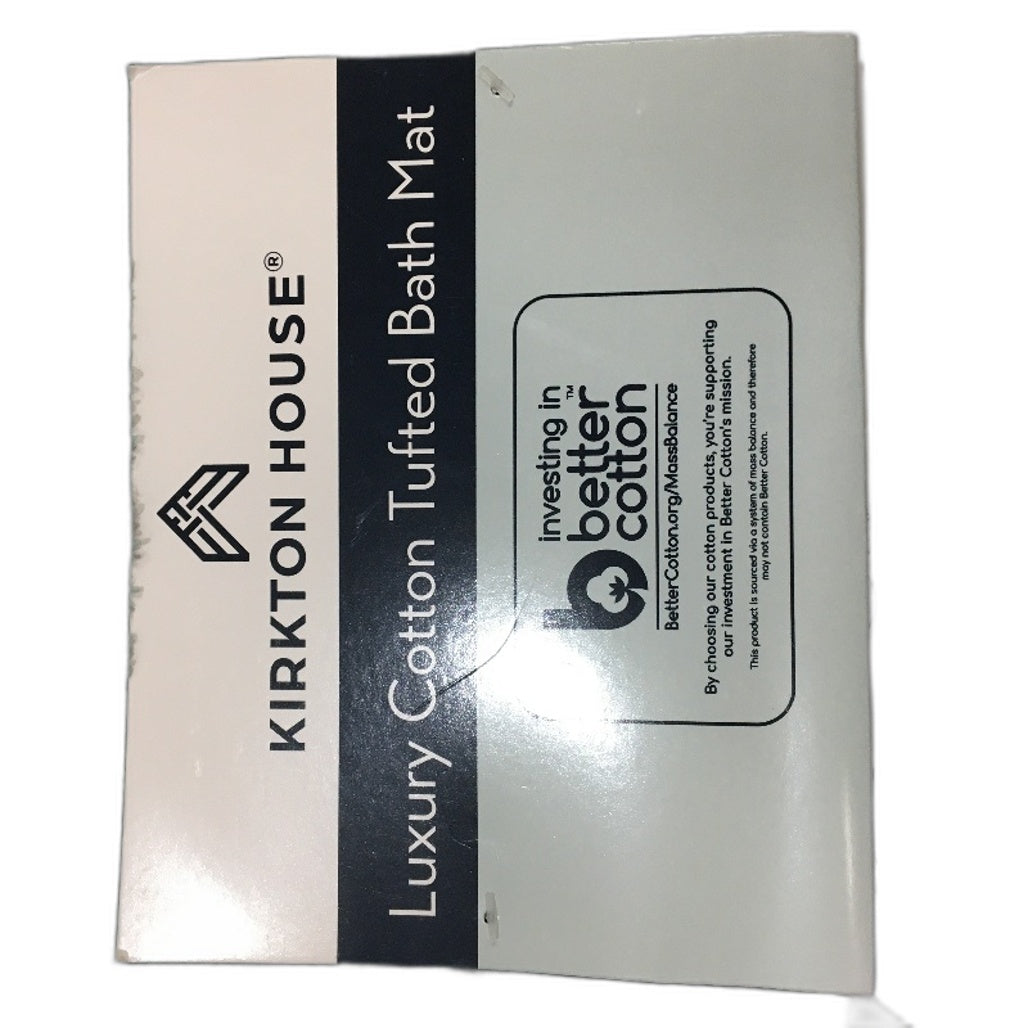 KIRKTON HOUSE®
Luxury Cotton Tufted Bath Mat
investing in
better™
cotton
BetterCotton.org/MassBalance
By choosing our cotton products, you're supporting
our investment in Better Cotton's mission.
This product is sourced via a system of mass balance and therefore
may not contain Better Cotton.